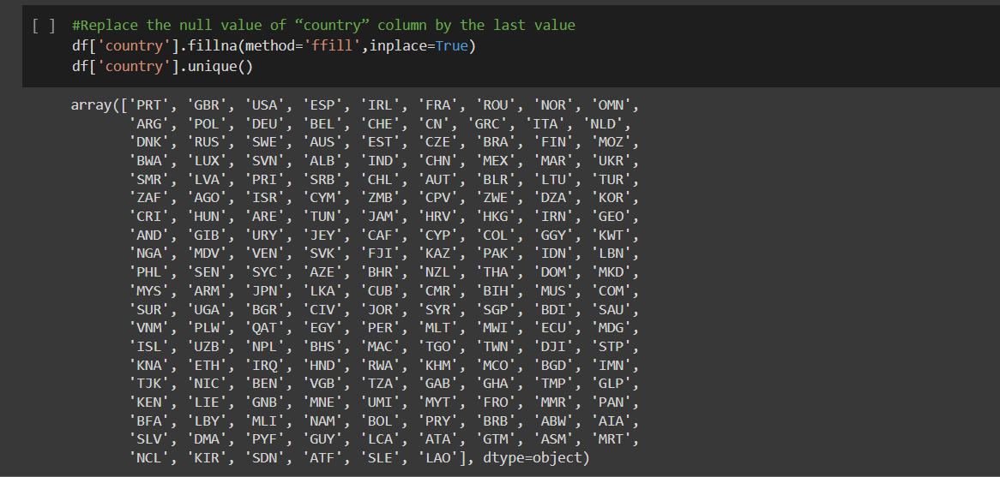 [ ] #Replace the null value of “country” column by the last value
df['country'].fillna(method='ffill',inplace=True)
df['country'].unique()
array(['PRT', 'GBR', 'USA', 'ESP', 'IRL', 'FRA', 'ROU', 'NOR', 'OMN',
'ARG', 'POL', 'DEU', 'BEL', 'CHE', 'CN', 'GRC', 'ITA', 'NLD',
'DNK', 'RUS', 'SWE', 'AUS', 'EST', 'CZE', 'BRA', 'FIN', 'MOZ',
'BWA', 'LUX', 'SVN', 'ALB', 'IND', 'CHN', 'MEX', 'MAR', 'UKR',
'SMR', 'LVA', 'PRI', 'SRB', 'CHL', 'AUT', 'BLR', 'LTU', 'TUR',
'ZAF', 'AGO', 'ISR', 'CYM', 'ZMB', 'CPV', 'ZWE', 'DZA', 'KOR',
'CRI', 'HUN', 'ARE', 'TUN', 'JAM', 'HRV', 'HKG', 'IRN', 'GEO',
'AND', 'GIB', 'URY', 'JEY', 'CAF', 'CYP', 'COL', 'GGY', 'KWT',
'NGA', 'MDV', 'VEN', 'SVK', 'FJI', 'KAZ', 'PAK', 'IDN', 'LBN',
'PHL', 'SEN', 'SYC', 'AZE', 'BHR', 'NZL', 'THA', 'DOM', 'MKD',
'MYS', 'ARM', 'JPN', 'LKA', 'CUB', 'CMR', 'BIH', 'MUS', 'COM',
'SUR', 'UGA', 'BGR', 'CIV', 'JOR', 'SYR', 'SGP', 'BDI', 'SAU',
'VNM', 'PLW', 'QAT', 'EGY', 'PER', 'MLT', 'MWI', 'ECU', 'MDG',
'ISL', 'UZB', 'NPL', 'BHS', 'MAC', 'TGO', 'TWN', 'DJI', 'STP',
'KNA', 'ETH', 'IRQ', 'HND', 'RWA', 'KHM', 'MCO', 'BGD', 'IMN',
'TJK', 'NIC', 'BEN', 'VGB', 'TZA', 'GAB', 'GHA', 'TMP', 'GLP',
'KEN', 'LIE', 'GNB', 'MNE', 'UMI', 'MYT', 'FRO', 'MMR', 'PAN',
'BFA', 'LBY', 'MLI', 'NAM', 'BOL', 'PRY', 'BRB', 'ABW', 'AIA',
'SLV', 'DMA', 'PYF', 'GUY', 'LCA', 'ATA', 'GTM', 'ASM', 'MRT',
'NCL', 'KIR', 'SDN', 'ATF', 'SLE', 'LAO'], dtype=object)